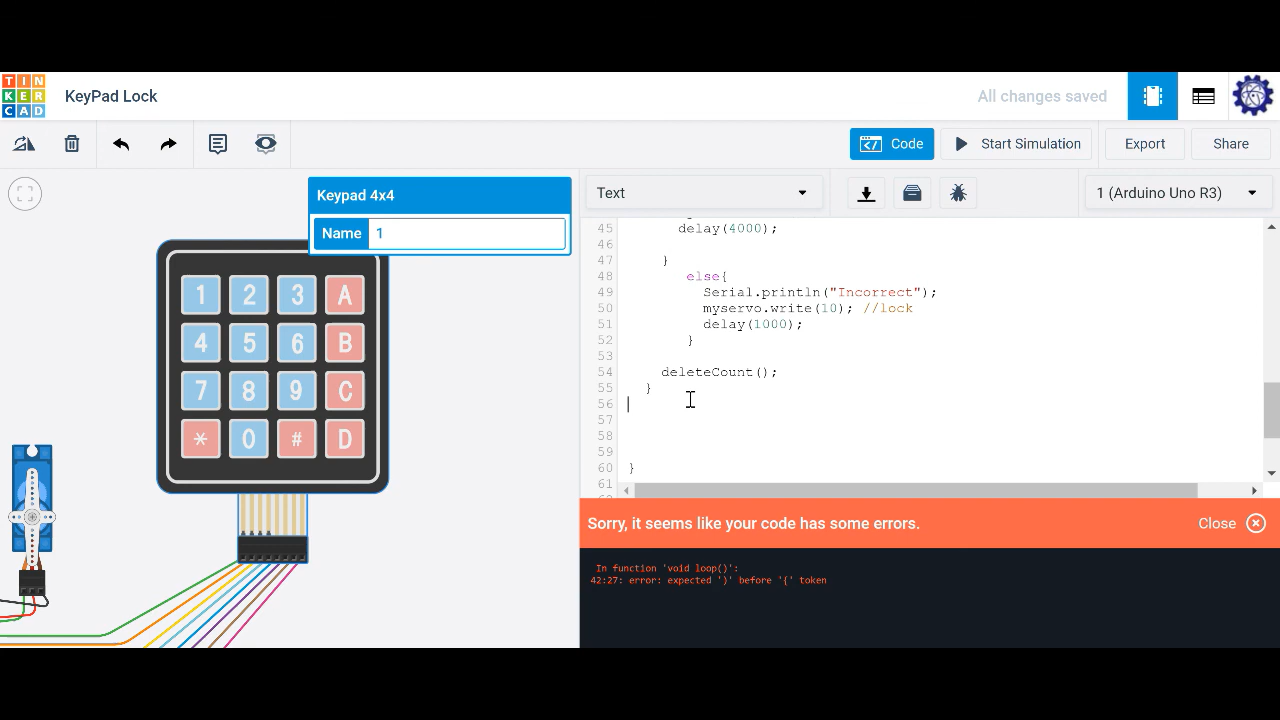 TIN
KER
CAD
KeyPad Lock
All changes saved
Code
Start Simulation
Export
Share
Keypad 4x4
Name 1
Text
1 (Arduino Uno R3)
1 2 3 A
4 5 6 B
7 8 9 C
* 0 # D
45 delay(4000);
46
47 }
48 else{
49 Serial.println("Incorrect");
50 myservo.write(10); //lock
51 delay(1000);
52 }
53
54 deleteCount();
55 }
56
57
58
59
60 }
61
Sorry, it seems like your code has some errors.
Close
In function 'void loop()':
42:27: error: expected ')' before '{' token